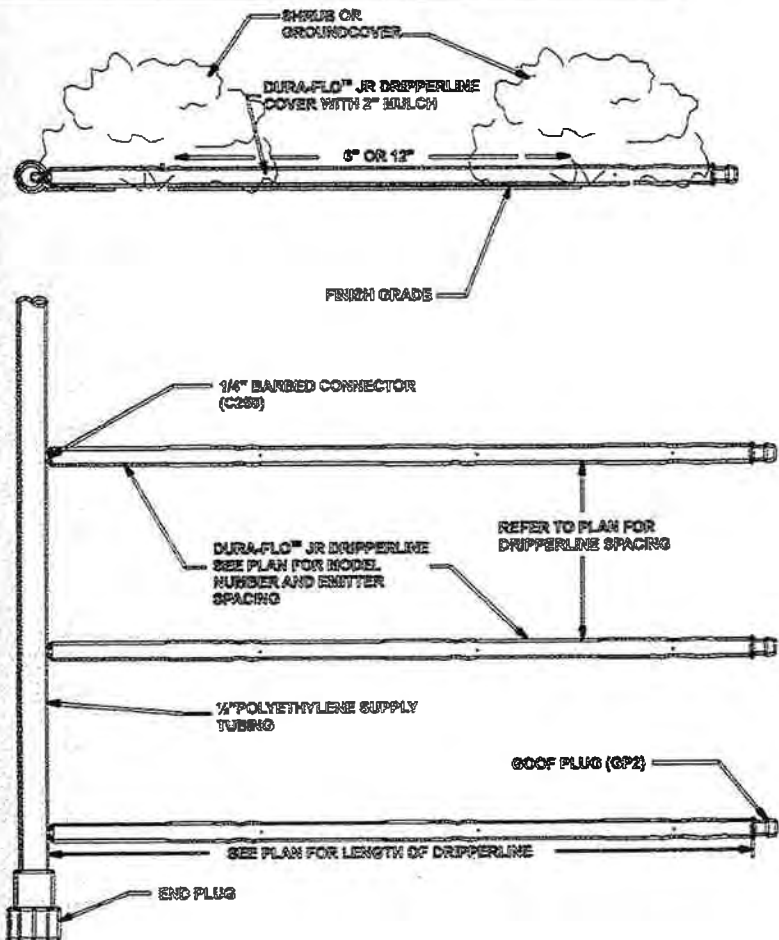 SHRUB OR
GROUNDCOVER
DURA-FLO™ JR DRIPPERLINE
COVER WITH 2" MULCH
6" OR 12"
FINISH GRADE
1/4" BARBED CONNECTOR
(C250)
DURA-FLO™ JR DRIPPERLINE
SEE PLAN FOR MODEL
NUMBER AND EMITTER
SPACING
REFER TO PLAN FOR
DRIPPERLINE SPACING
½"POLYETHYLENE SUPPLY
TUBING
GOOF PLUG (GP2)
SEE PLAN FOR LENGTH OF DRIPPERLINE
END PLUG